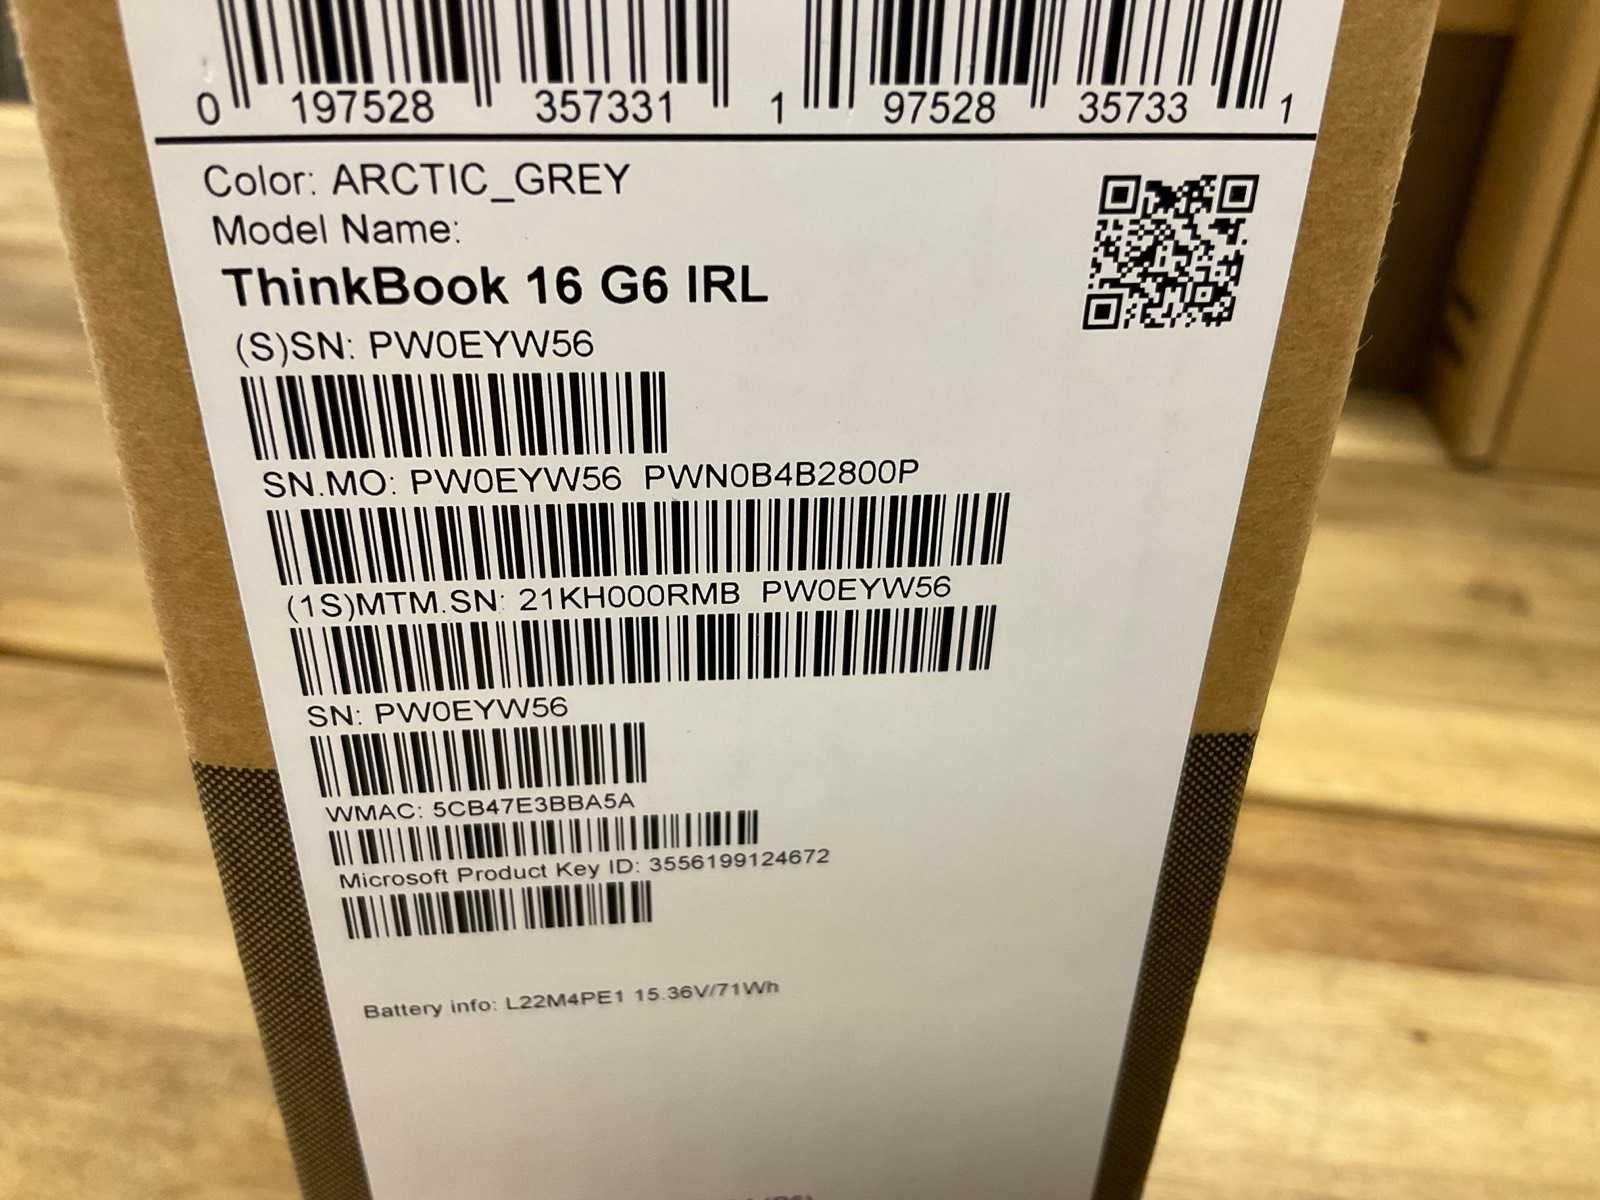 0 197528 357331 1 97528 35733 1
Color: ARCTIC_GREY
Model Name:
ThinkBook 16 G6 IRL
(S)SN: PW0EYW56
SN.MO: PW0EYW56 PWN0B4B2800P
(1S)MTM.SN: 21KH000RMB PW0EYW56
SN: PW0EYW56
WMAC: 5CB47E3BBA5A
Microsoft Product Key ID: 3556199124672
Battery info: L22M4PE1 15.36V/71Wh